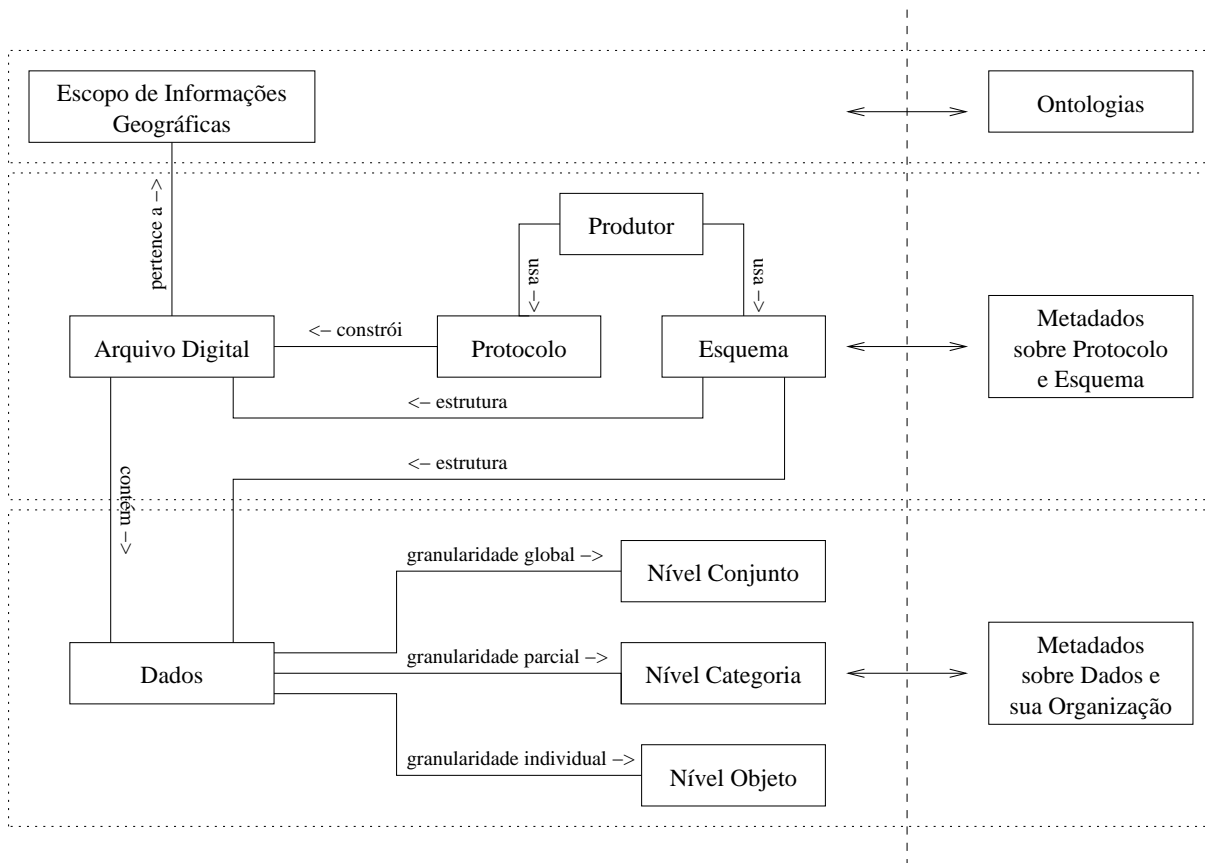 Escopo de Informações
Geográficas
Ontologias
pertence a −>
Produtor
usa −>
usa −>
Arquivo Digital
<− constrói
Protocolo
Esquema
Metadados
sobre Protocolo
e Esquema
<− estrutura
<− estrutura
contém −>
granularidade global −>
Nível Conjunto
Dados
granularidade parcial −>
Nível Categoria
Metadados
sobre Dados e
sua Organização
granularidade individual −>
Nível Objeto